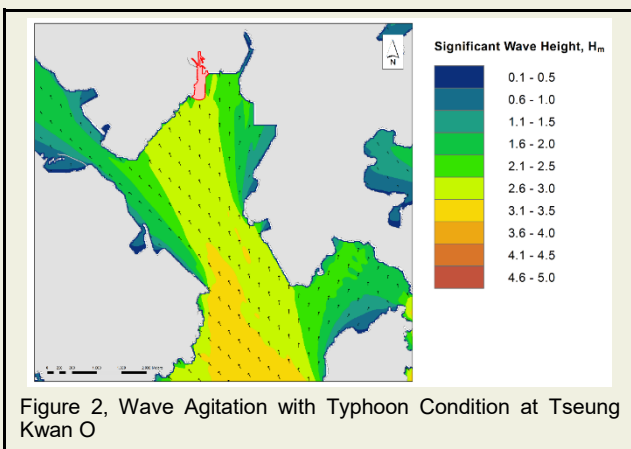 N
Significant Wave Height, Hm
0.1 - 0.5
0.6 - 1.0
1.1 - 1.5
1.6 - 2.0
2.1 - 2.5
2.6 - 3.0
3.1 - 3.5
3.6 - 4.0
4.1 - 4.5
4.6 - 5.0
Figure 2, Wave Agitation with Typhoon Condition at Tseung
Kwan O